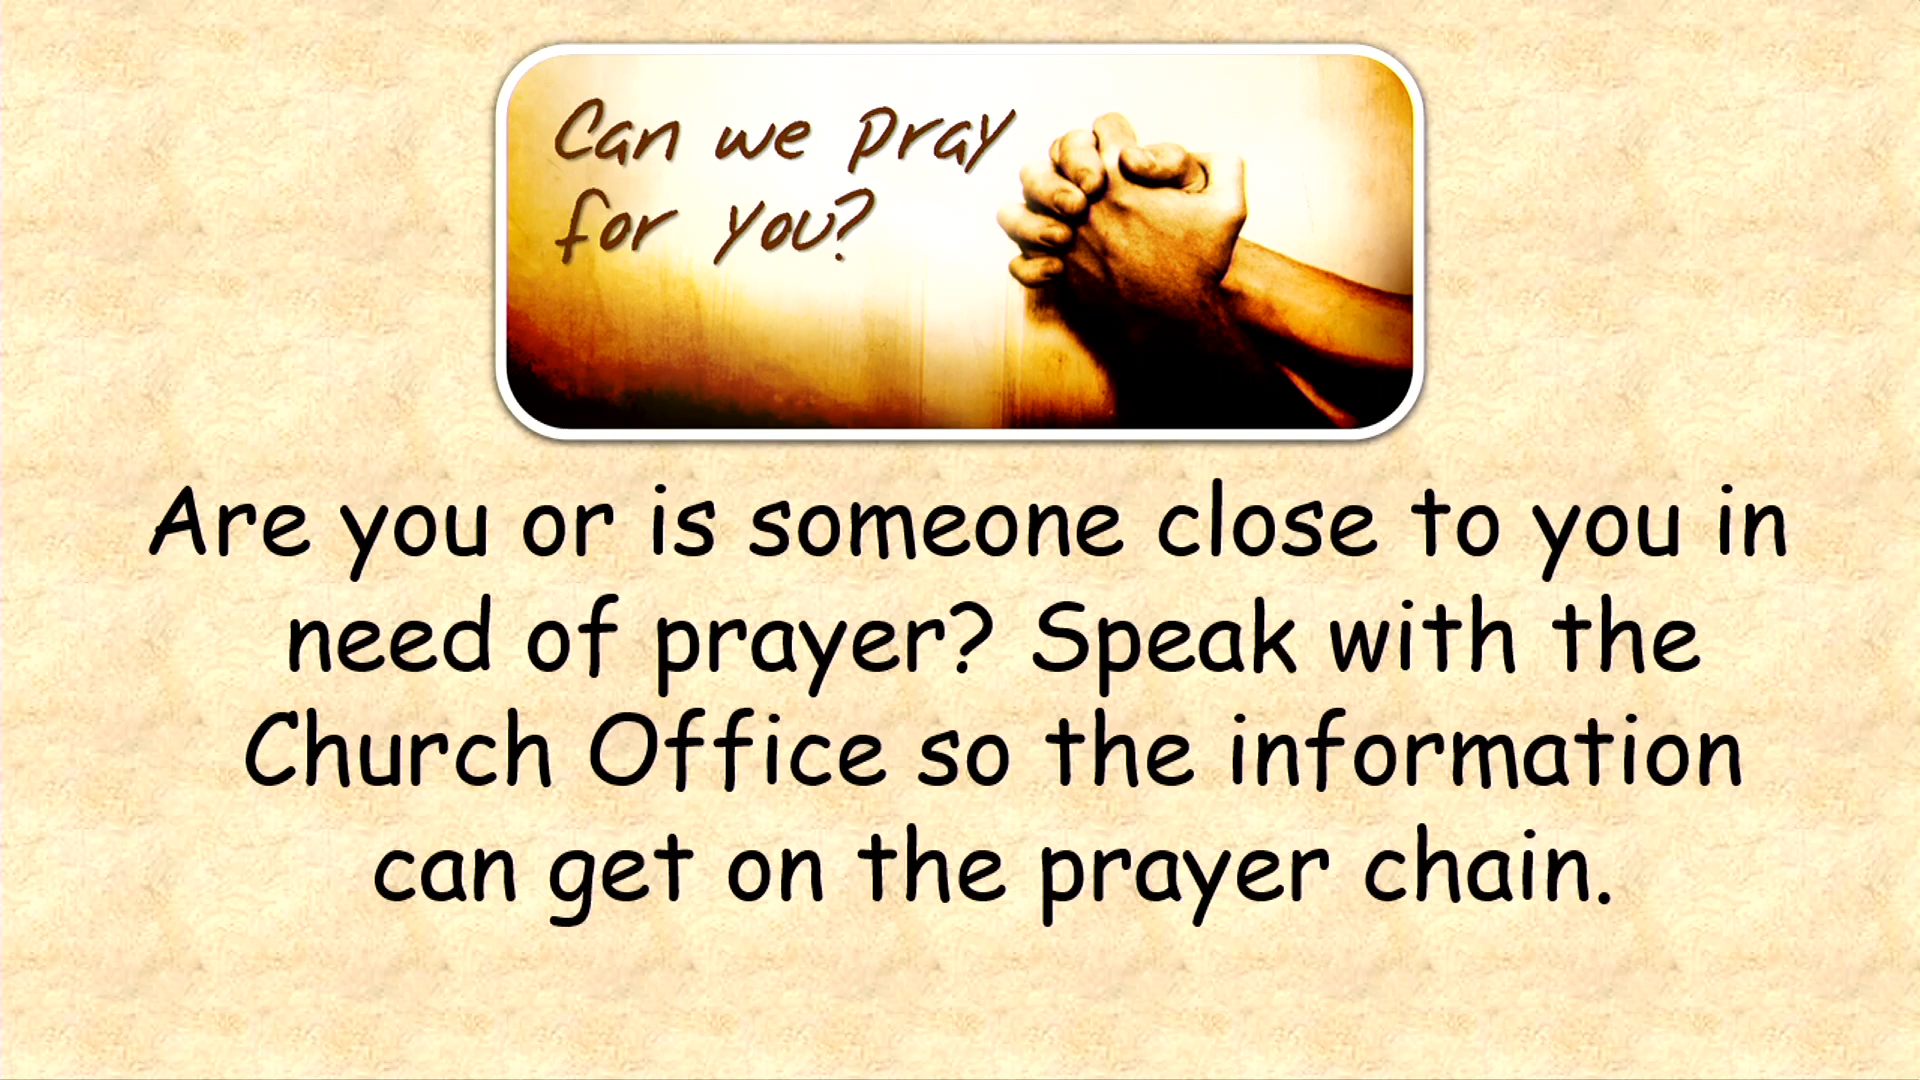 Can we pray
for you?
Are you or is someone close to you in
need of prayer? Speak with the
Church Office so the information
can get on the prayer chain.